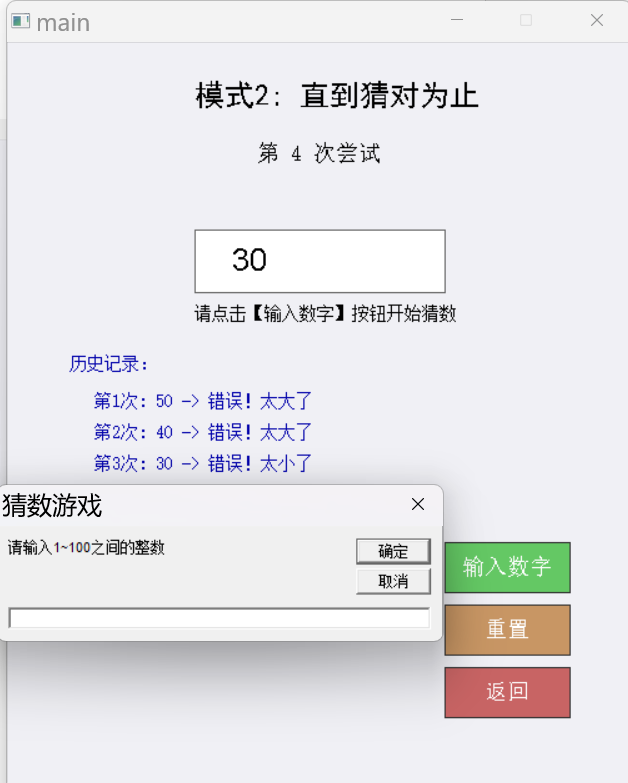 main
模式2: 直到猜对为止
第 4 次尝试
30
请点击【输入数字】按钮开始猜数
历史记录:
第1次: 50 -> 错误! 太大了
第2次: 40 -> 错误! 太大了
第3次: 30 -> 错误! 太小了
猜数游戏
请输入1~100之间的整数
确定
取消
输入数字
重置
返回